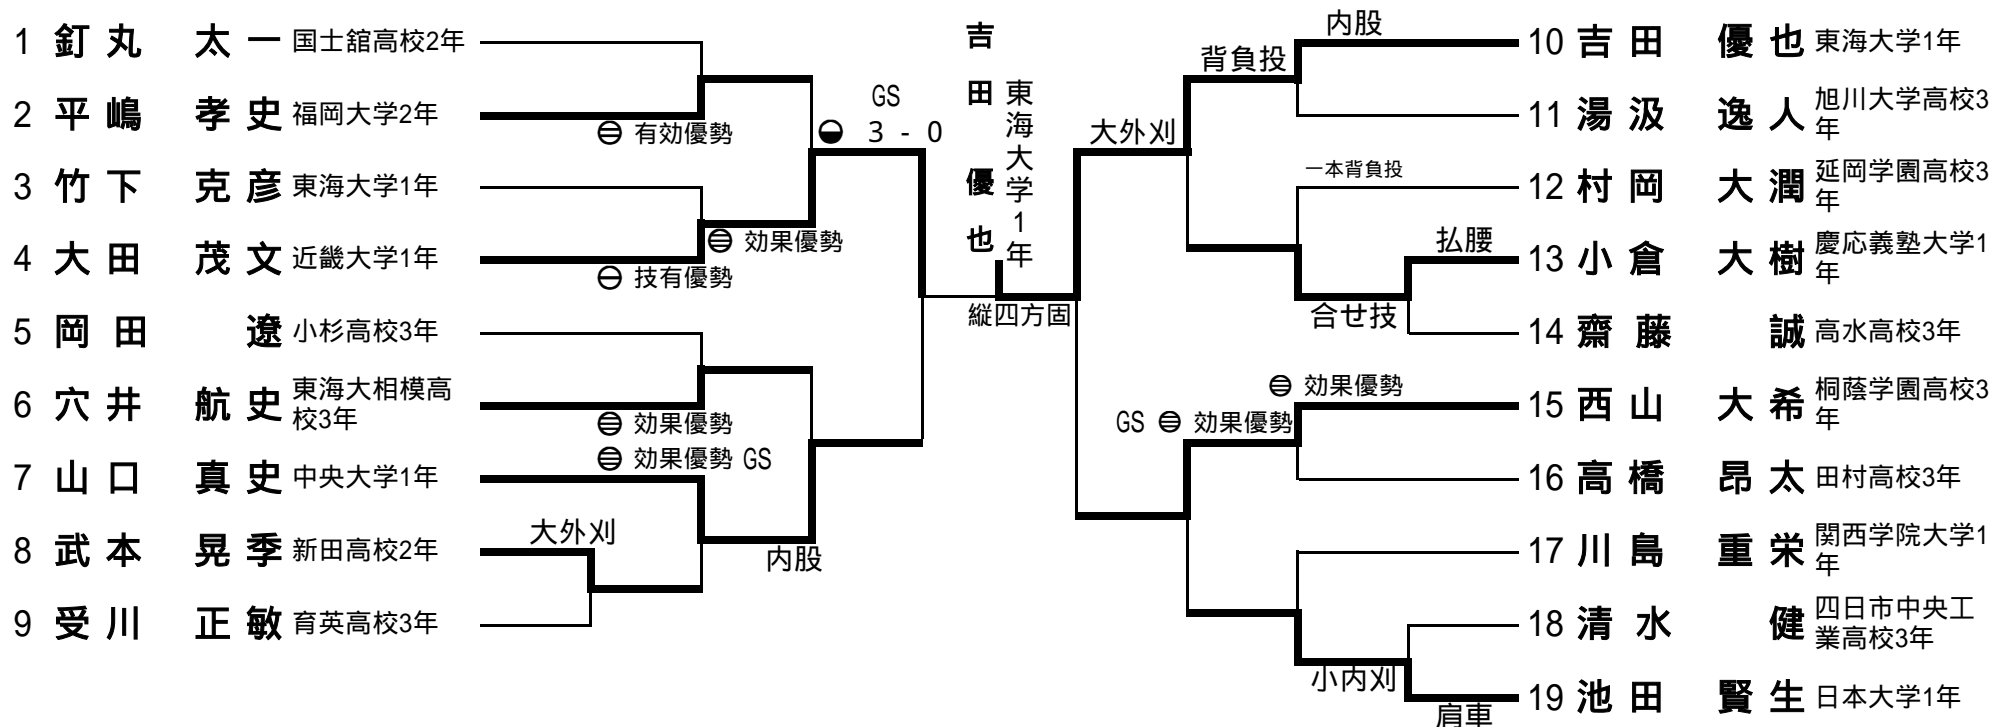 1 釘丸 太一 国士舘高校2年
2 平嶋 孝史 福岡大学2年
有効優勢
3 竹下 克彦 東海大学1年
効果優勢
4 大田 茂文 近畿大学1年
技有優勢
5 岡田 遼 小杉高校3年
6 穴井 航史 東海大相模高
校3年
効果優勢
効果優勢 GS
7 山口 真史 中央大学1年
大外刈
8 武本 晃季 新田高校2年
内股
9 受川 正敏 育英高校3年
GS
3 - 0
吉田 優也
東海大学1年
縦四方固
内股
10 吉田 優也 東海大学1年
背負投
11 湯汲 逸人 旭川大学高校3
年
大外刈
一本背負投
12 村岡 大潤 延岡学園高校3
年
払腰
13 小倉 大樹 慶応義塾大学1
年
合せ技
14 齋藤 誠 高水高校3年
効果優勢
15 西山 大希 桐蔭学園高校3
年
GS 効果優勢
16 高橋 昂太 田村高校3年
17 川島 重栄 関西学院大学1
年
18 清水 健 四日市中央工
業高校3年
小内刈
19 池田 賢生 日本大学1年
肩車